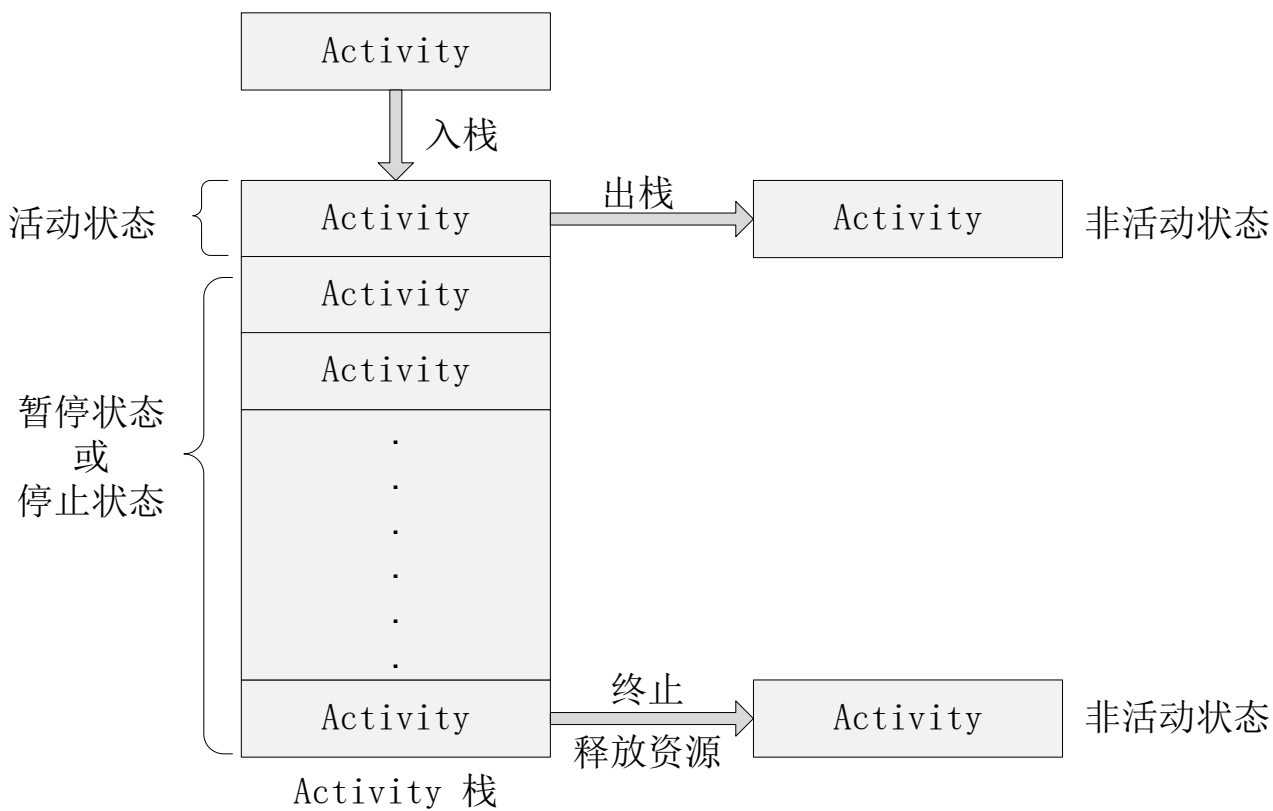 Activity
入栈
活动状态
Activity
出栈
Activity
非活动状态
Activity
Activity
暂停状态
或
停止状态
Activity
终止
释放资源
Activity
非活动状态
Activity 栈